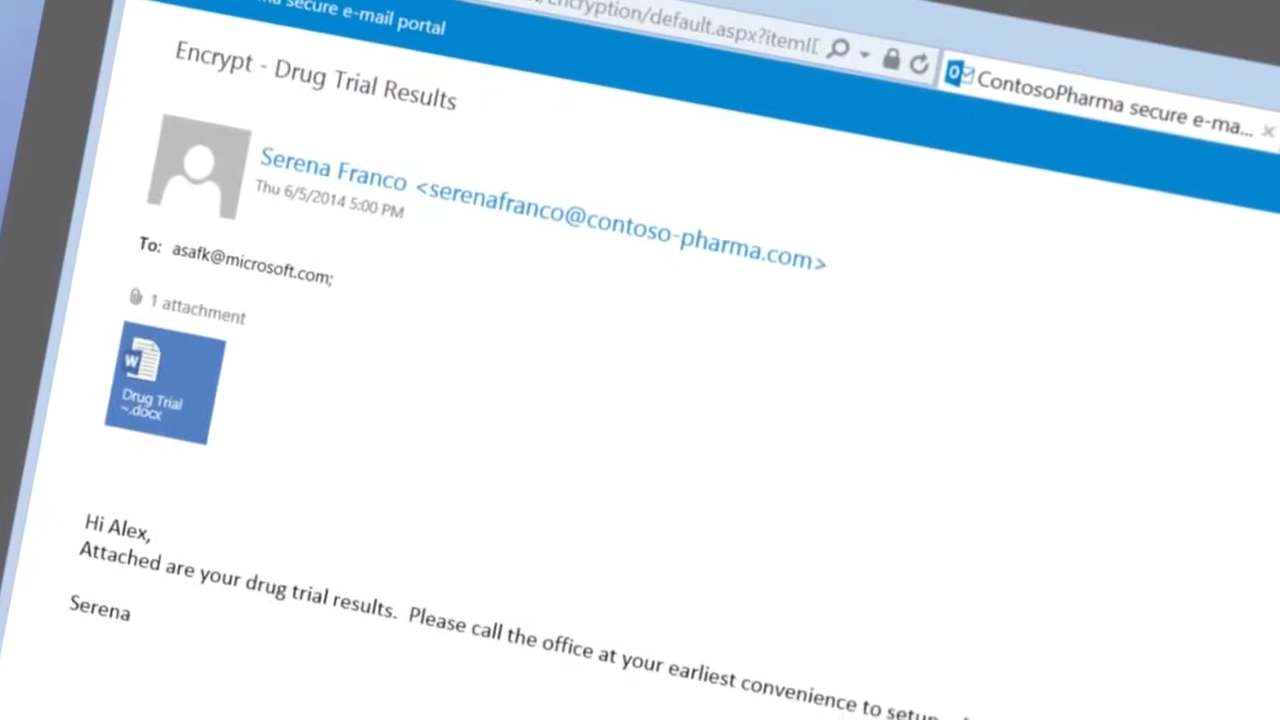 secure e-mail portal
Encryption/default.aspx?itemID
ContosoPharma secure e-ma...
Encrypt - Drug Trial Results
Serena Franco <serenafranco@contoso-pharma.com>
Thu 6/5/2014 5:00 PM
To: asafk@microsoft.com;
1 attachment
W
Drug Trial
~.docx
Hi Alex,
Attached are your drug trial results. Please call the office at your earliest convenience to setup
Serena